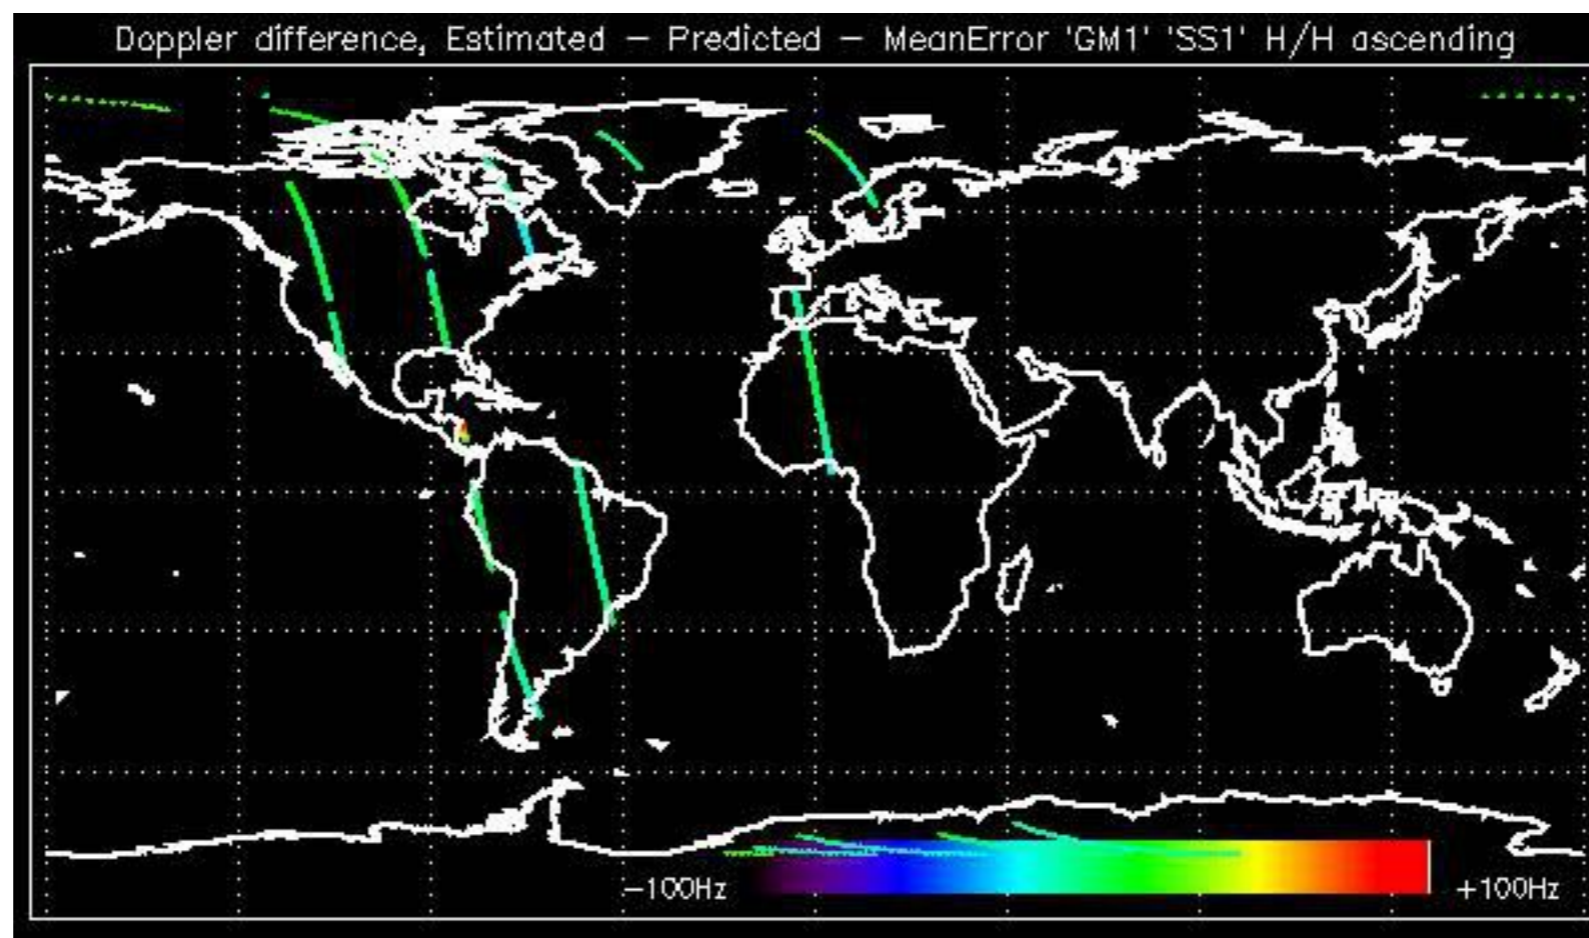 Doppler difference, Estimated – Predicted – MeanError 'GM1' 'SS1' H/H ascending
−100Hz +100Hz